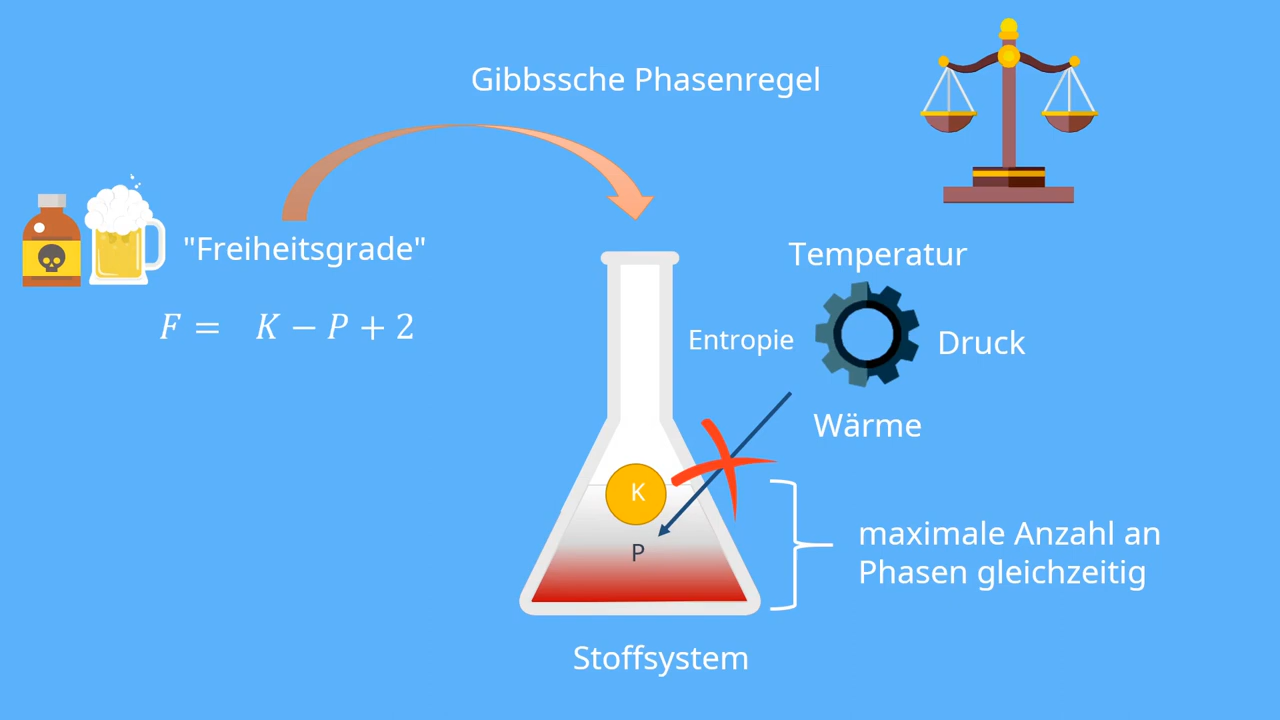 Gibbssche Phasenregel
"Freiheitsgrade"
F = K − P + 2
Temperatur
Entropie
Druck
Wärme
K
P
maximale Anzahl an
Phasen gleichzeitig
Stoffsystem